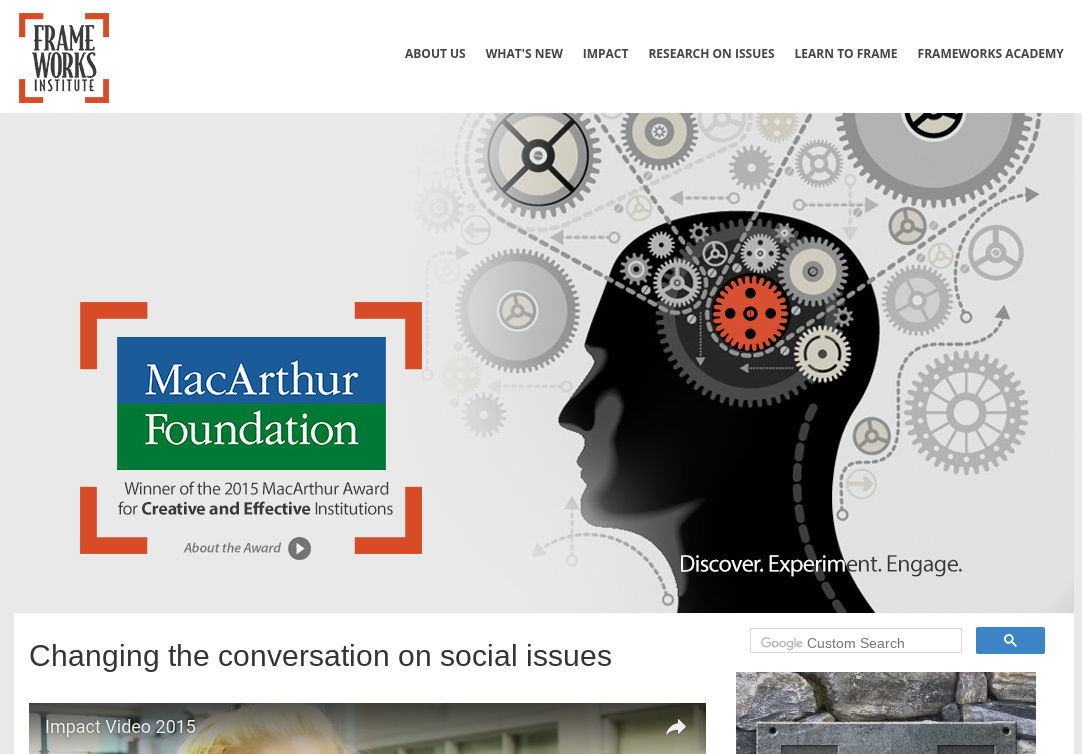 FRAME
WORKS
INSTITUTE
ABOUT US WHAT'S NEW IMPACT RESEARCH ON ISSUES LEARN TO FRAME FRAMEWORKS ACADEMY
MacArthur
Foundation
Winner of the 2015 MacArthur Award
for Creative and Effective Institutions
About the Award
Discover. Experiment. Engage.
Changing the conversation on social issues
Google Custom Search
Impact Video 2015